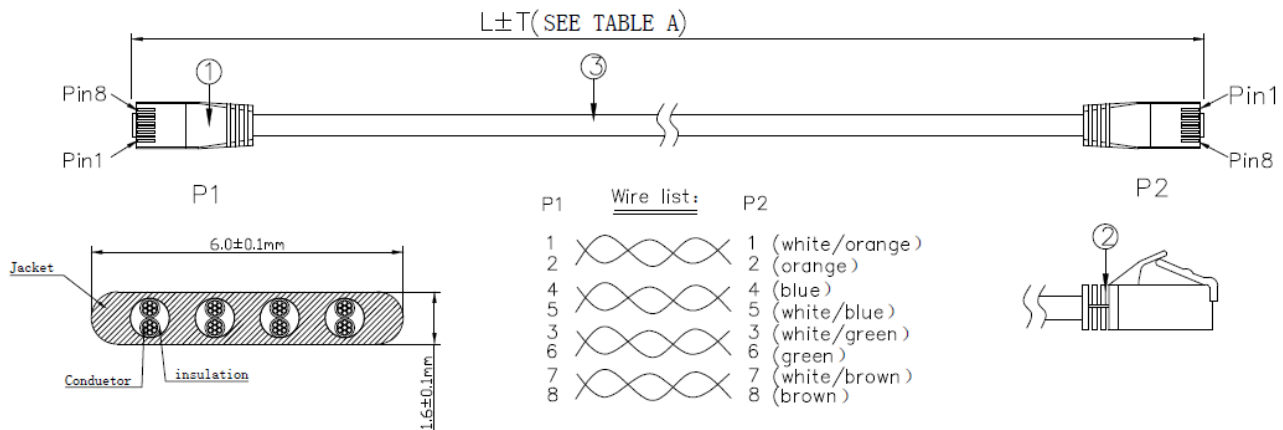 L±T(SEE TABLE A)
1
3
Pin8
Pin1
P1
Pin1
Pin8
P2
6.0±0.1mm
Jacket
Conduetor
insulation
1.6±0.1mm
Wire list:
P1 P2
1 1 (white/orange)
2 2 (orange)
4 4 (blue)
5 5 (white/blue)
3 3 (white/green)
6 6 (green)
7 7 (white/brown)
8 8 (brown)
2